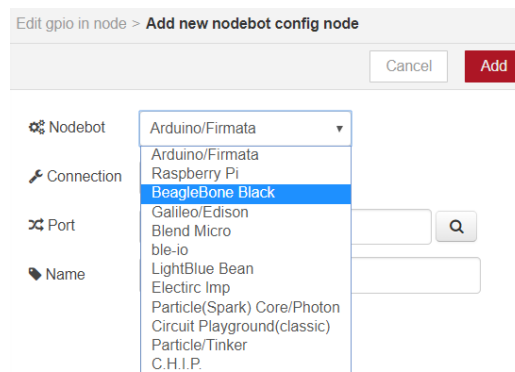 Edit gpio in node > Add new nodebot config node
Cancel Add
Nodebot Arduino/Firmata
Arduino/Firmata
Connection Raspberry Pi
BeagleBone Black
Port Galileo/Edison
Blend Micro
ble-io
Name LightBlue Bean
Electirc Imp
Particle(Spark) Core/Photon
Circuit Playground(classic)
Particle/Tinker
C.H.I.P.